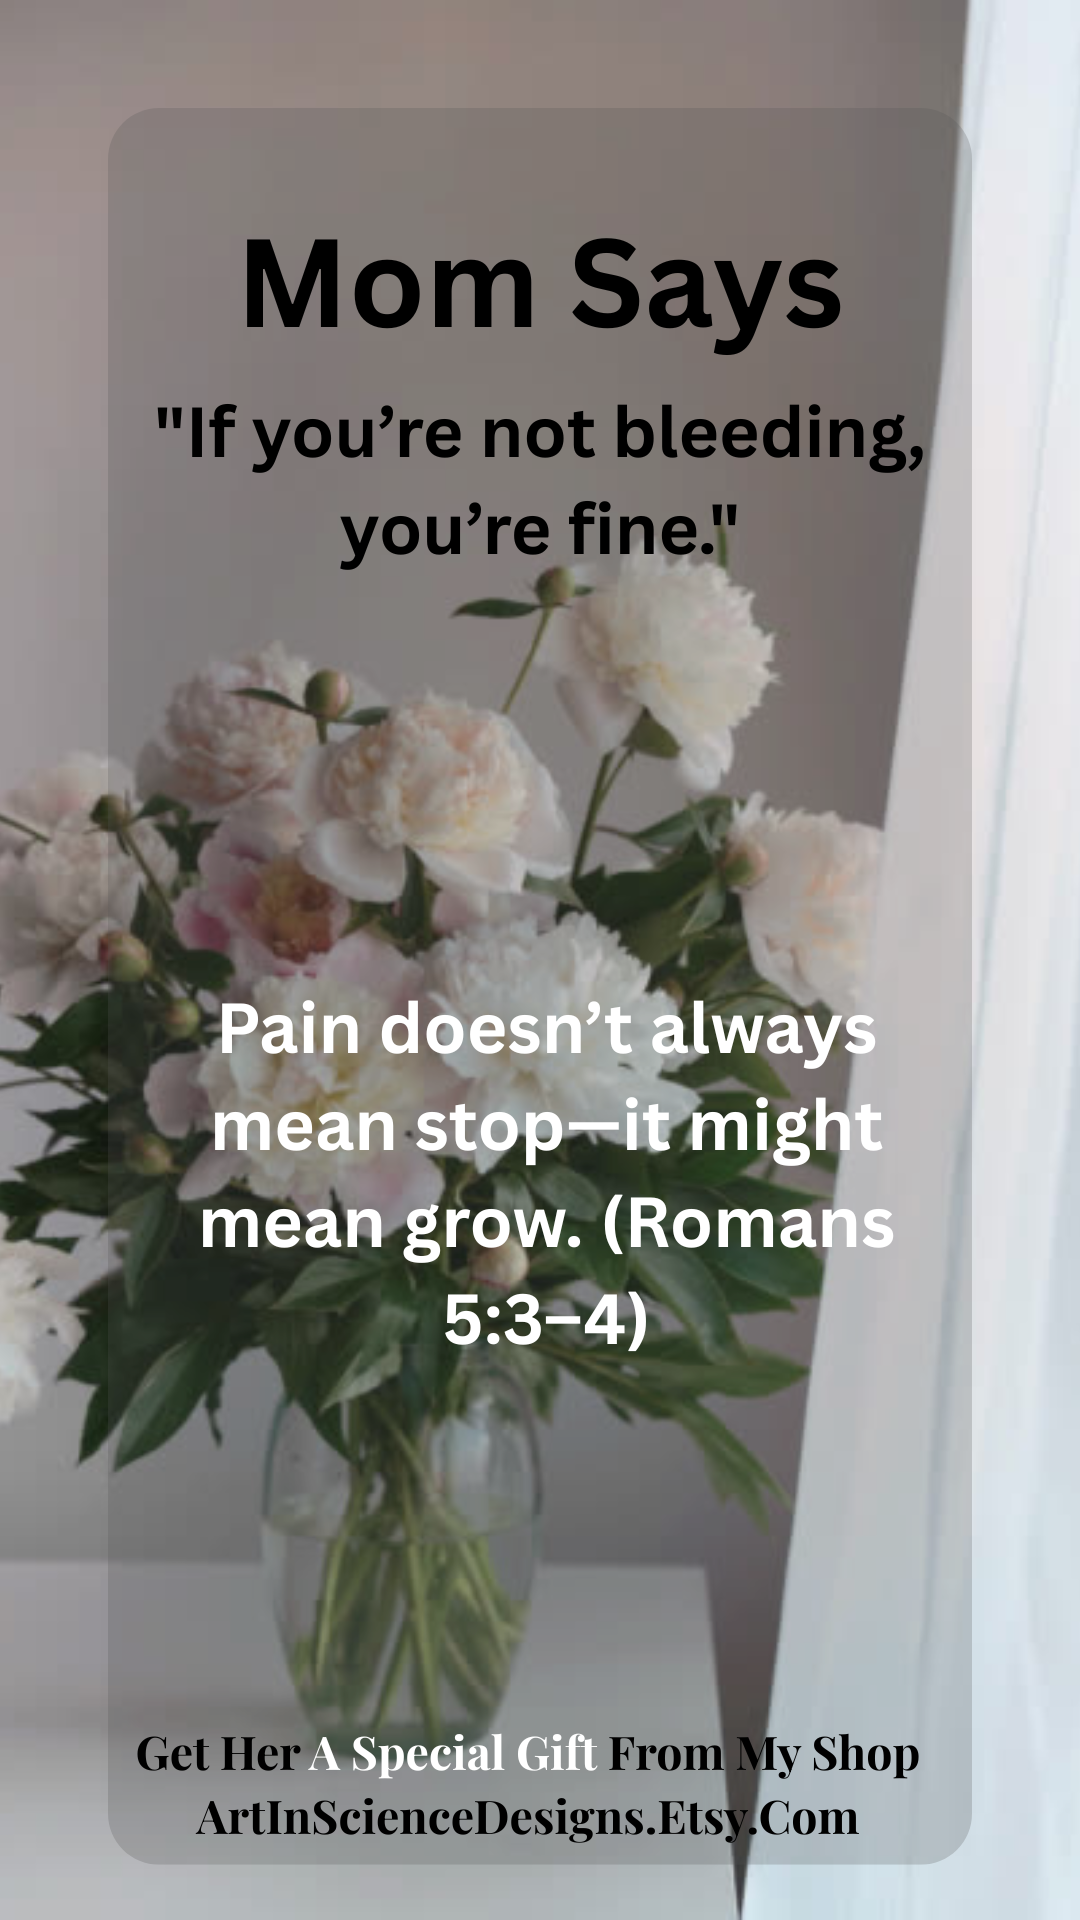 Mom Says
"If you’re not bleeding,
you’re fine."
Pain doesn’t always
mean stop—it might
mean grow. (Romans
5:3–4)
Get Her A Special Gift From My Shop
ArtInScienceDesigns.Etsy.Com